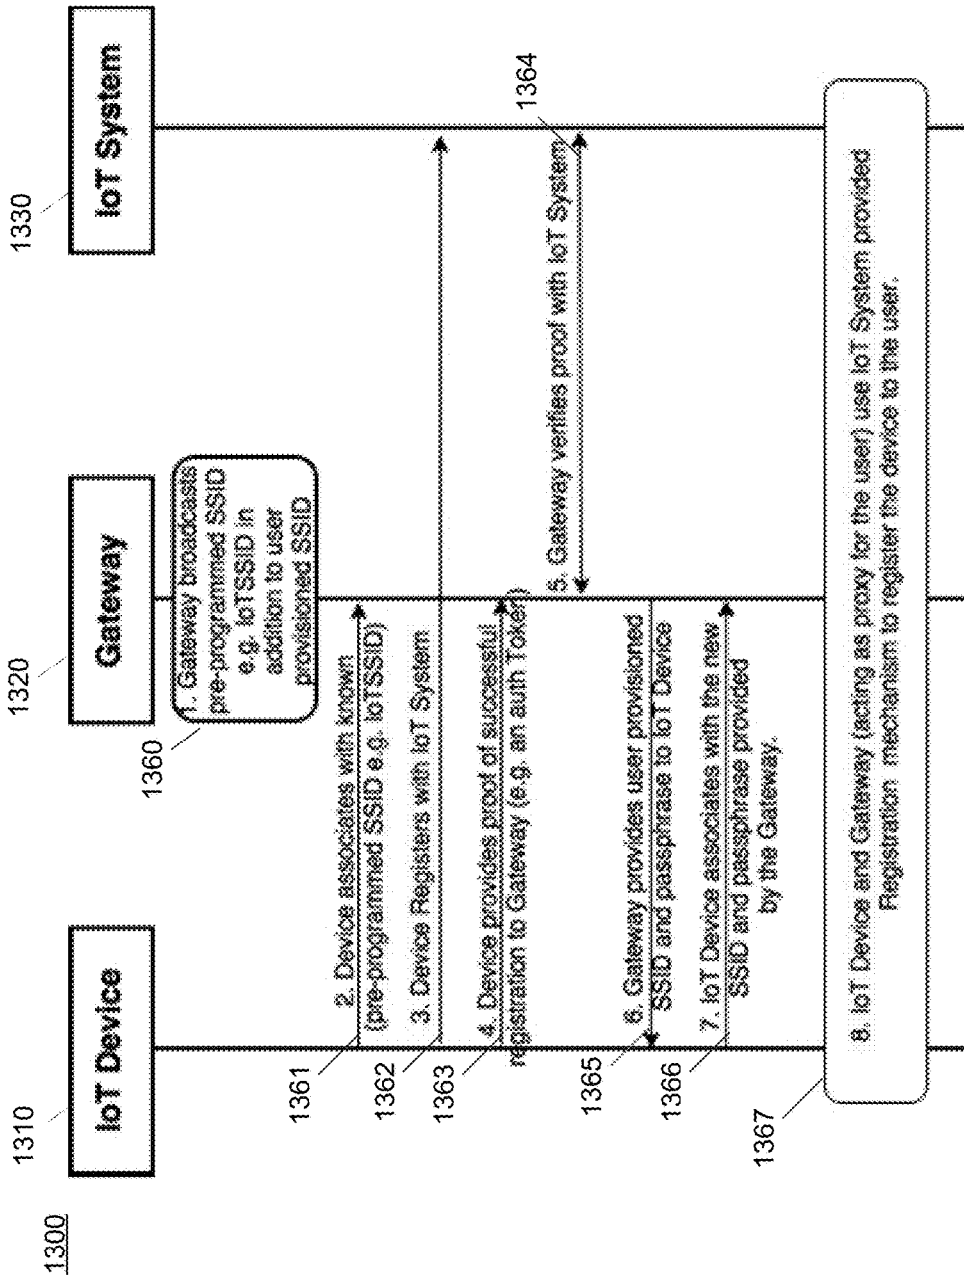 1300
1310
IoT Device
1320
Gateway
1330
IoT System
1360
1. Gateway broadcasts
pre-programmed SSID
e.g. IoTSSID in
addition to user
provisioned SSID
1361
2. Device associates with known
(pre-programmed SSID e.g. IoTSSID)
1362
3. Device Registers with IoT System
1363
4. Device provides proof of successful
registration to Gateway (e.g. an auth Token)
5. Gateway verifies proof with IoT System
1364
1365
6. Gateway provides user provisioned
SSID and passphrase to IoT Device
1366
7. IoT Device associates with the new
SSID and passphrase provided
by the Gateway.
1367
8. IoT Device and Gateway (acting as proxy for the user) use IoT System provided
Registration mechanism to register the device to the user.